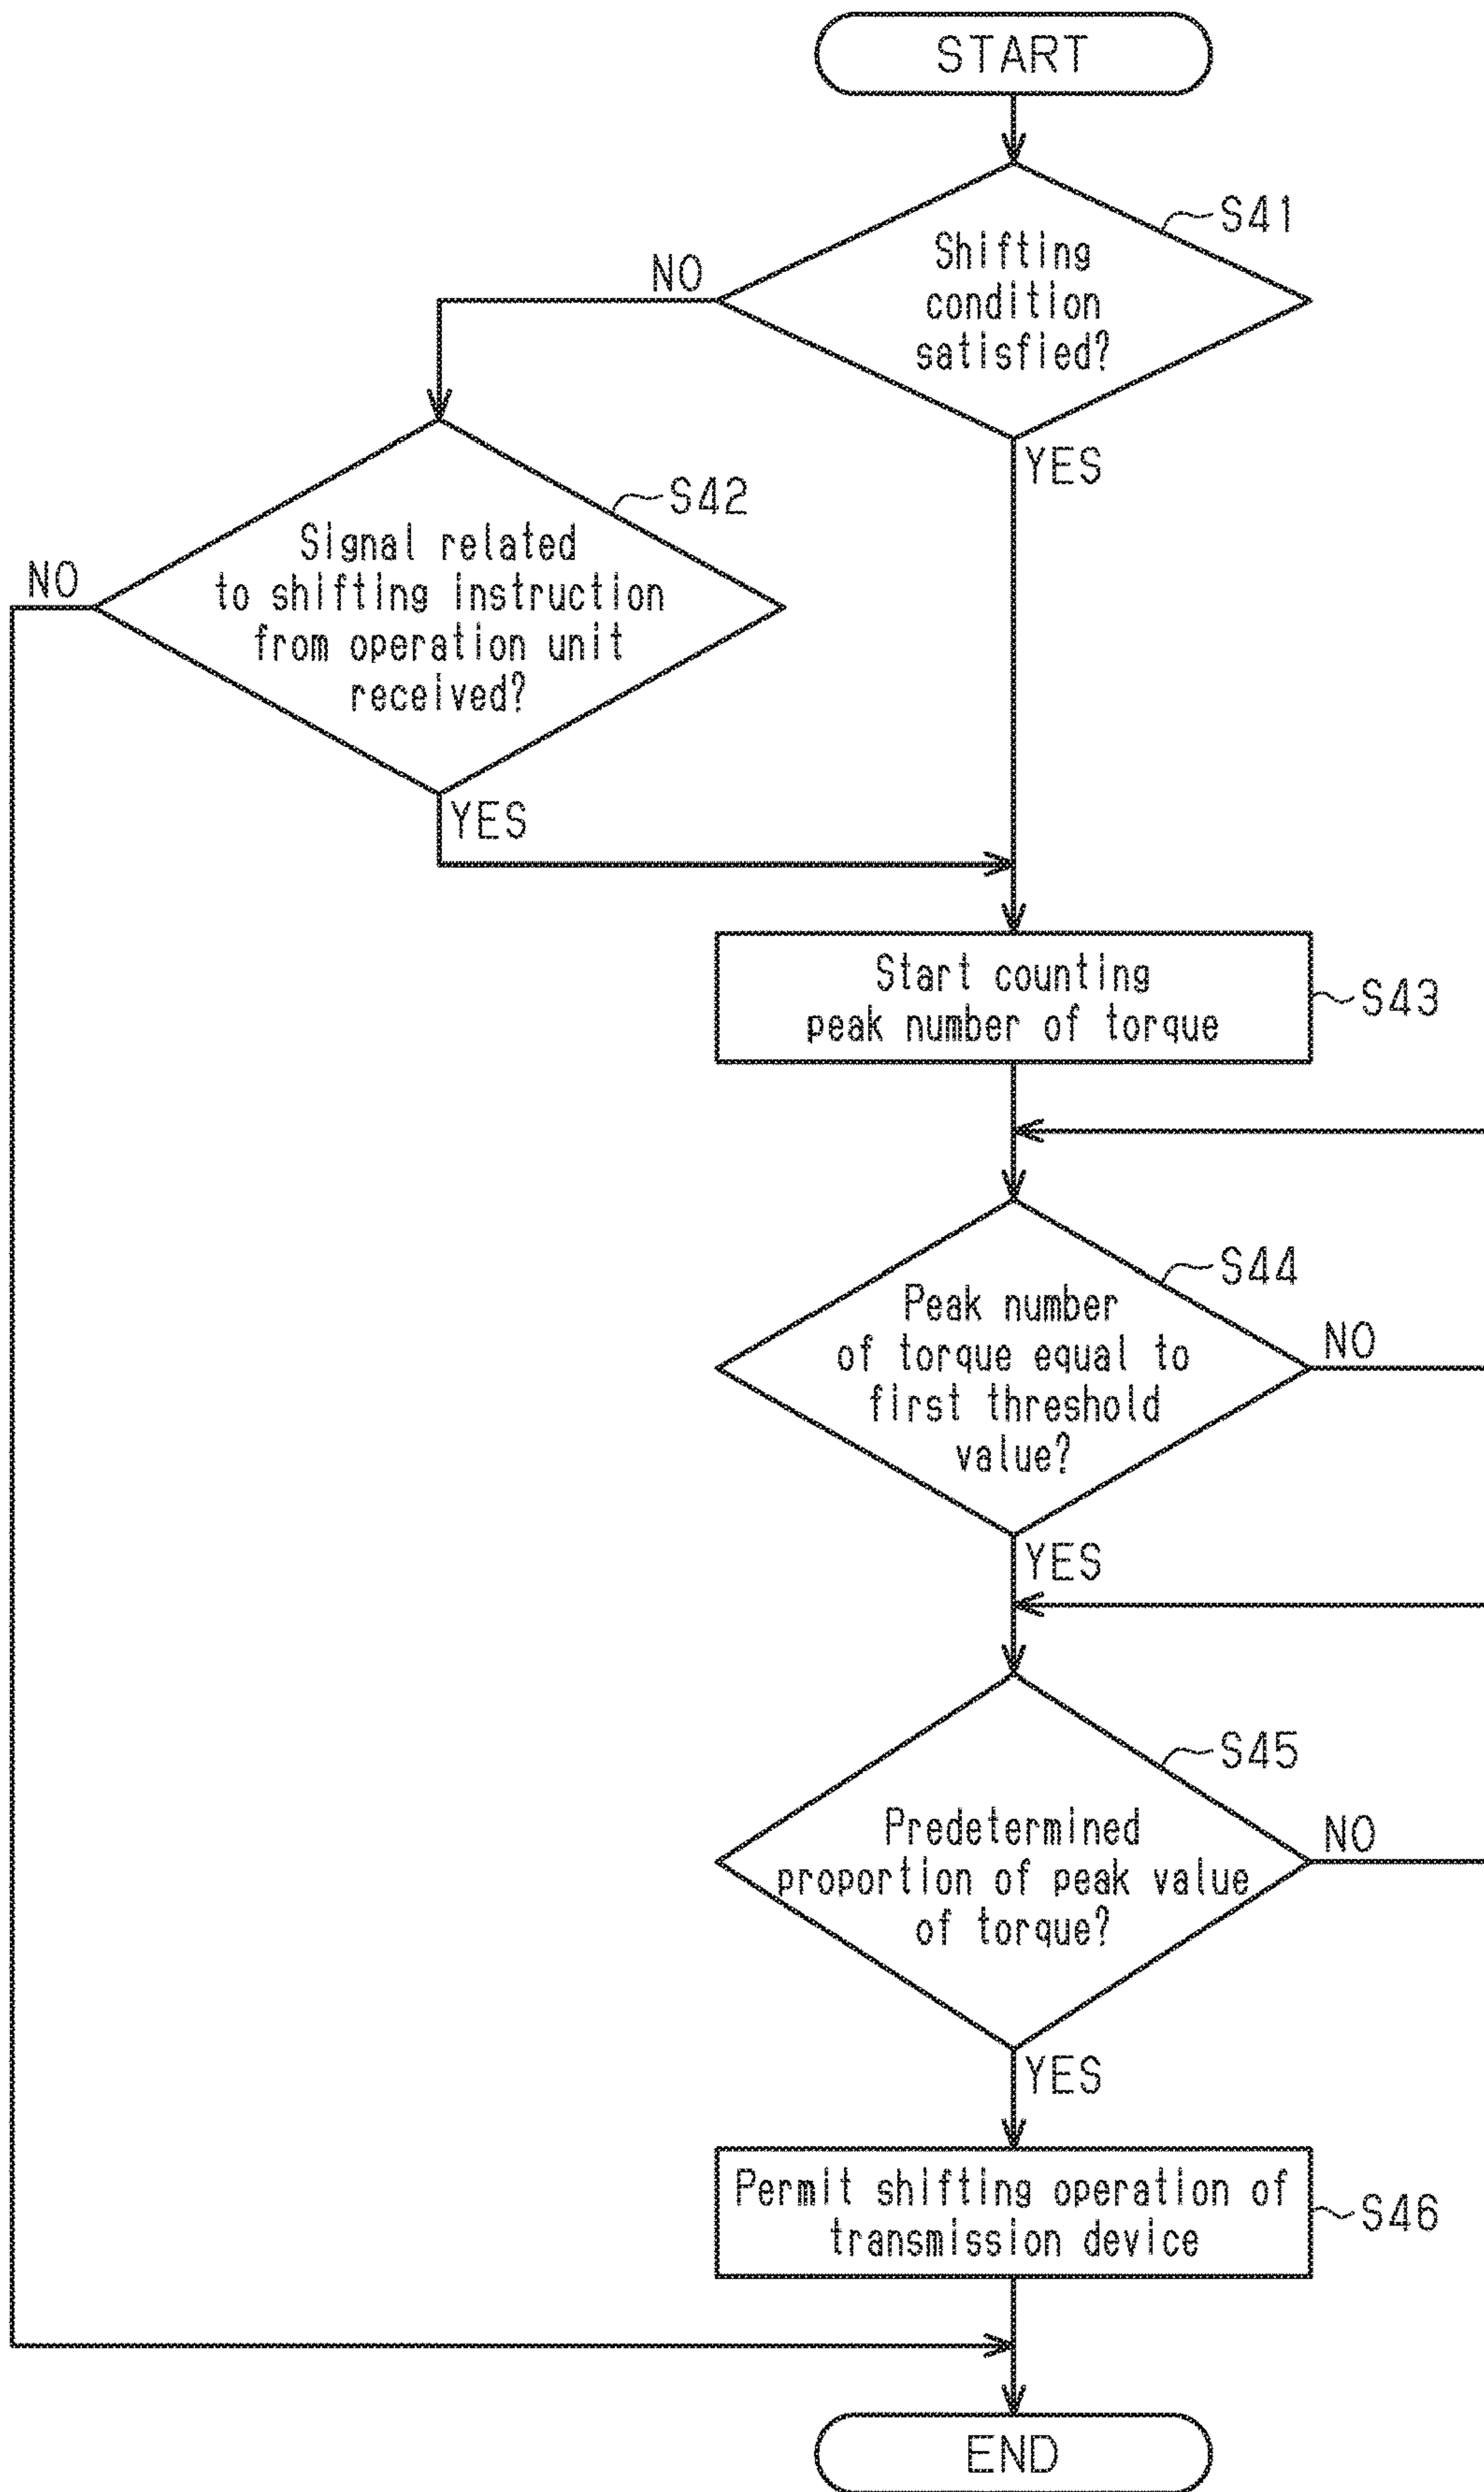 START
S41
Shifting
condition
satisfied?
NO
YES
S42
Signal related
to shifting instruction
from operation unit
received?
NO
YES
Start counting
peak number of torque
S43
S44
Peak number
of torque equal to
first threshold
value?
NO
YES
S45
Predetermined
proportion of peak value
of torque?
NO
YES
Permit shifting operation of
transmission device
S46
END